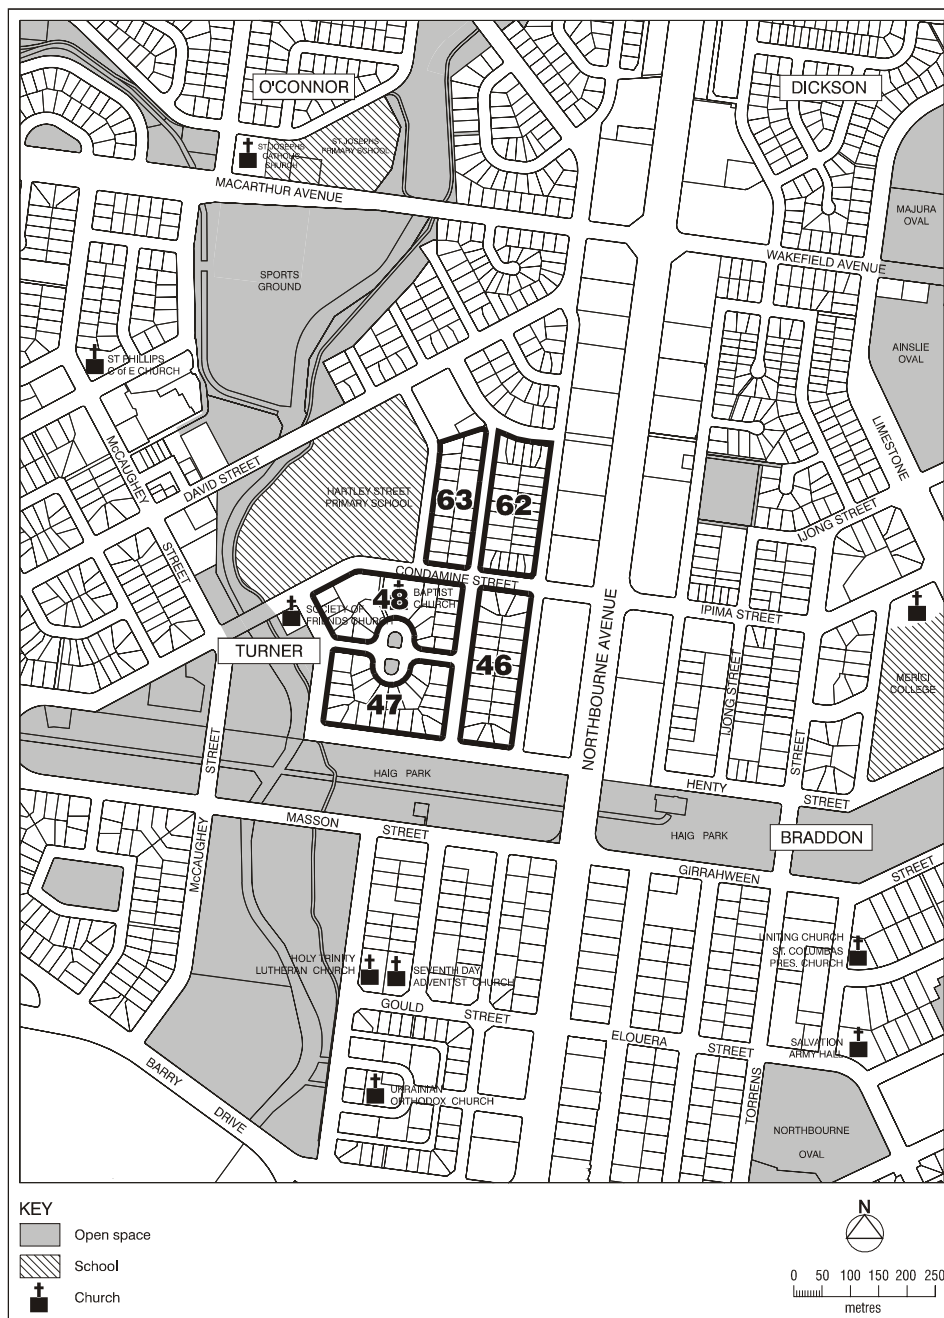 O'CONNOR
DICKSON
ST JOSEPHS
CATHOLIC
CHURCH
ST JOSEPHS
PRIMARY SCHOOL
MACARTHUR AVENUE
MAJURA
OVAL
WAKEFIELD AVENUE
SPORTS
GROUND
AINSLIE
OVAL
ST PHILLIPS
C of E CHURCH
LIMESTONE
McCAUGHEY
STREET
DAVID STREET
HARTLEY STREET
PRIMARY SCHOOL
63
62
IJONG STREET
CONDAMINE STREET
48
BAPTIST
CHURCH
SOCIETY OF
FRIENDS CHURCH
IPIMA STREET
TURNER
46
47
NORTHBOURNE AVENUE
IJONG STREET
MERICI
COLLEGE
STREET
STREET
HAIG PARK
HENTY
STREET
MASSON
STREET
HAIG PARK
BRADDON
McCAUGHEY
GIRRAHWEEN
STREET
HOLY TRINITY
LUTHERAN CHURCH
SEVENTH DAY
ADVENTIST CHURCH
UNITING CHURCH
ST. COLUMBAS
PRES. CHURCH
GOULD
STREET
ELOUERA
STREET
SALVATION
ARMY HALL
BARRY
DRIVE
UKRAINIAN
ORTHODOX CHURCH
TORRENS
NORTHBOURNE
OVAL
KEY
Open space
School
Church
N
0 50 100 150 200 250
metres